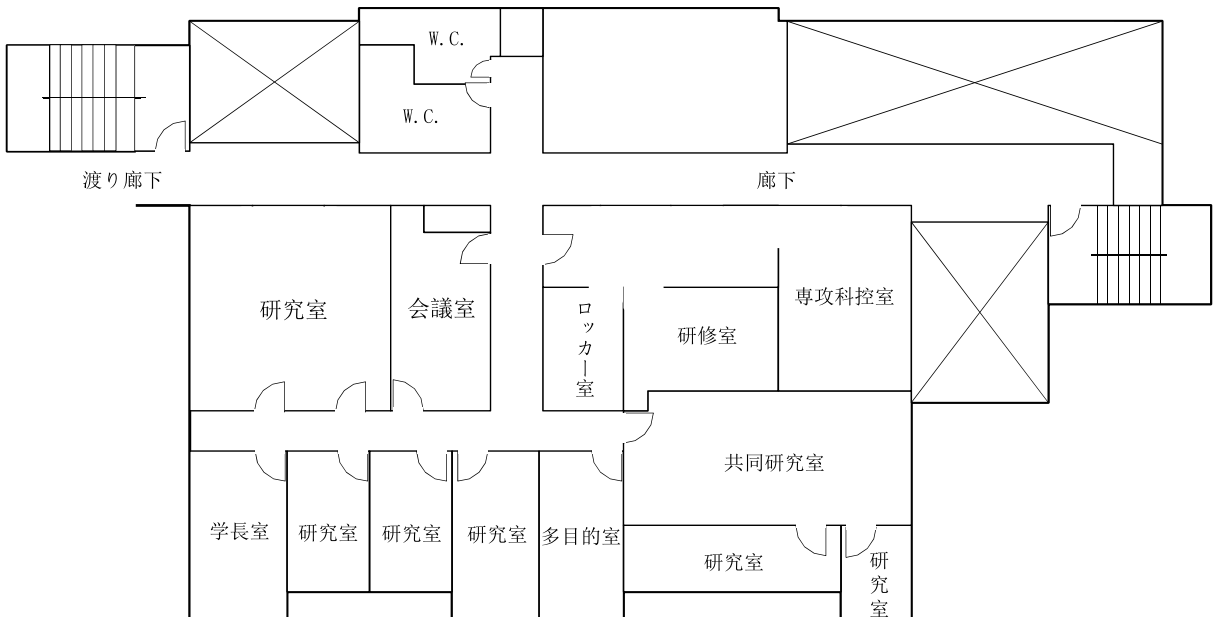 W.C.
W.C.
渡り廊下
廊下
研究室
会議室
ロッカー室
研修室
専攻科控室
共同研究室
学長室
研究室
研究室
研究室
多目的室
研究室
研究室